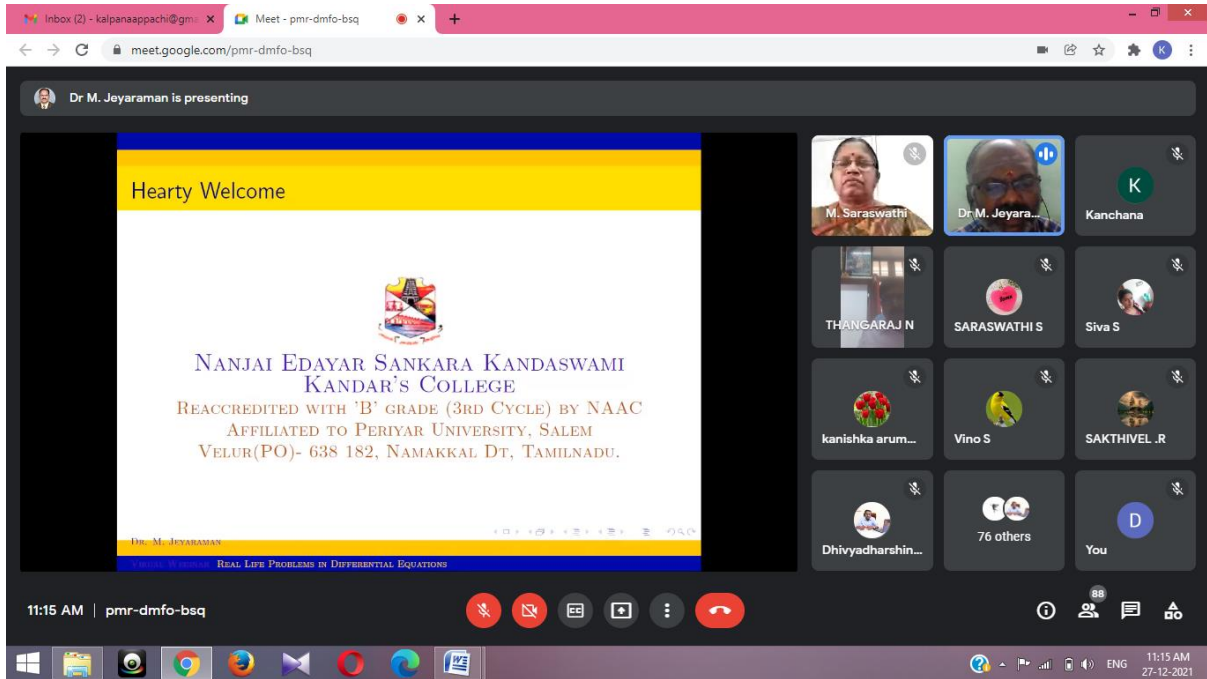 Inbox (2) - kalpanaappachi@gma
Meet - pmr-dmfo-bsq
meet.google.com/pmr-dmfo-bsq
K
Dr M. Jeyaraman is presenting
Hearty Welcome
NANJAI EDAYAR SANKARA KANDASWAMI
KANDAR'S COLLEGE
REACCREDITED WITH 'B' GRADE (3RD CYCLE) BY NAAC
AFFILIATED TO PERIYAR UNIVERSITY, SALEM
VELUR(PO)- 638 182, NAMAKKAL DT, TAMILNADU.
DR. M. JEYARAMAN
REAL LIFE PROBLEMS IN DIFFERENTIAL EQUATIONS
M. Saraswathi
Dr M. Jeyara...
K
Kanchana
THANGARAJ N
SARASWATHI S
Siva S
kanishka arum...
Vino S
SAKTHIVEL .R
Dhivyadharshin...
76 others
D
You
11:15 AM | pmr-dmfo-bsq
CC
88
ENG
11:15 AM
27-12-2021